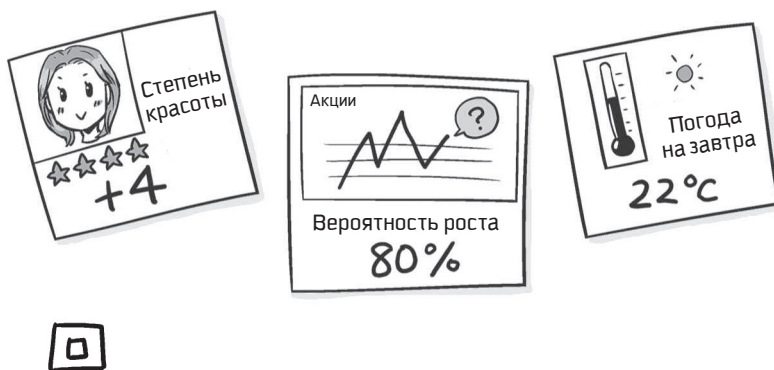 Степень
красоты
+4
Акции
?
Вероятность роста
80%
Погода
на завтра
22°C